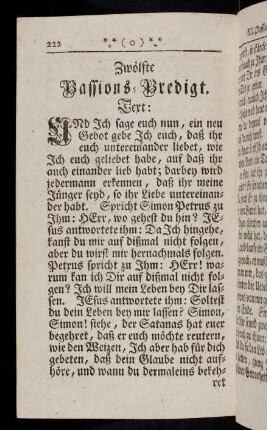 222 ** ( o ) **
Zwölfte
Passions-Predigt.
Text:
UNd Ich sage euch nun, ein neu
Gebot gebe Ich euch, daß ihr
euch untereinander liebet, wie
Ich euch geliebet habe, auf daß ihr
auch einander lieb habt; darbey wird
jedermann erkennen, daß ihr meine
Jünger seyd, so ihr Liebe untereinan-
der habt. Spricht Simon Petrus zu
Ihm: HErr, wo gehest du hin? JE-
sus antwortete ihm: Da Ich hingehe,
kanst du mir auf dißmal nicht folgen,
aber du wirst mir hernachmals folgen.
Petrus spricht zu Ihm: HErr! wa-
rum kan ich Dir auf dissmal nicht fol-
gen? Ich will mein Leben bey Dir las-
sen. JEsus antwortete ihm: Soltest
du dein Leben bey mir lassen? Simon,
Simon! siehe, der Satanas hat euer
begehret, daß er euch möchte reutern,
wie den Weizen, Ich aber hab für dich
gebeten, daß dein Glaube nicht auf-
höre, und wann du dermaleins bekeh-
ret